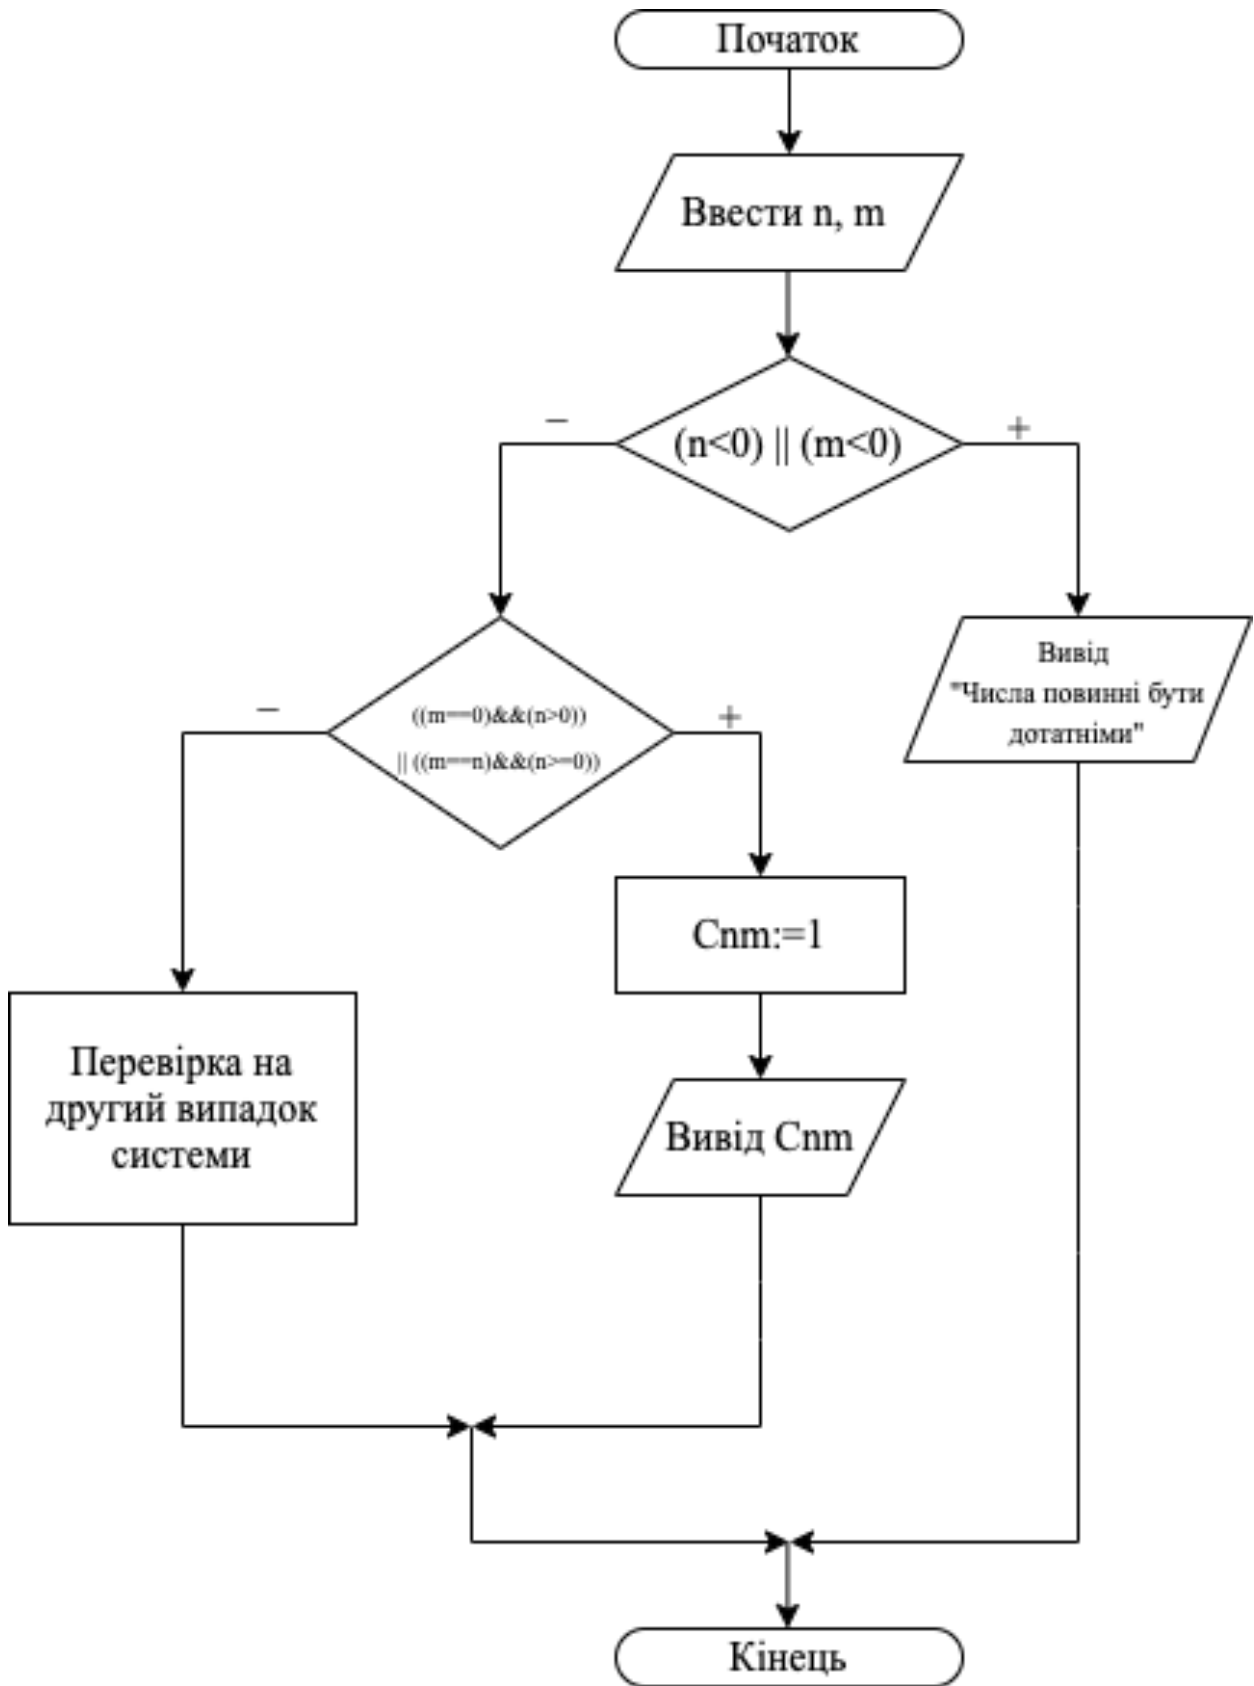 Початок
Ввести n, m
(n<0) || (m<0)
–
+
((m==0)&&(n>0))
|| ((m==n)&&(n>=0))
–
+
Вивід
"Числа повинні бути
дотатніми"
Cnm:=1
Перевірка на
другий випадок
системи
Вивід Cnm
Кінець